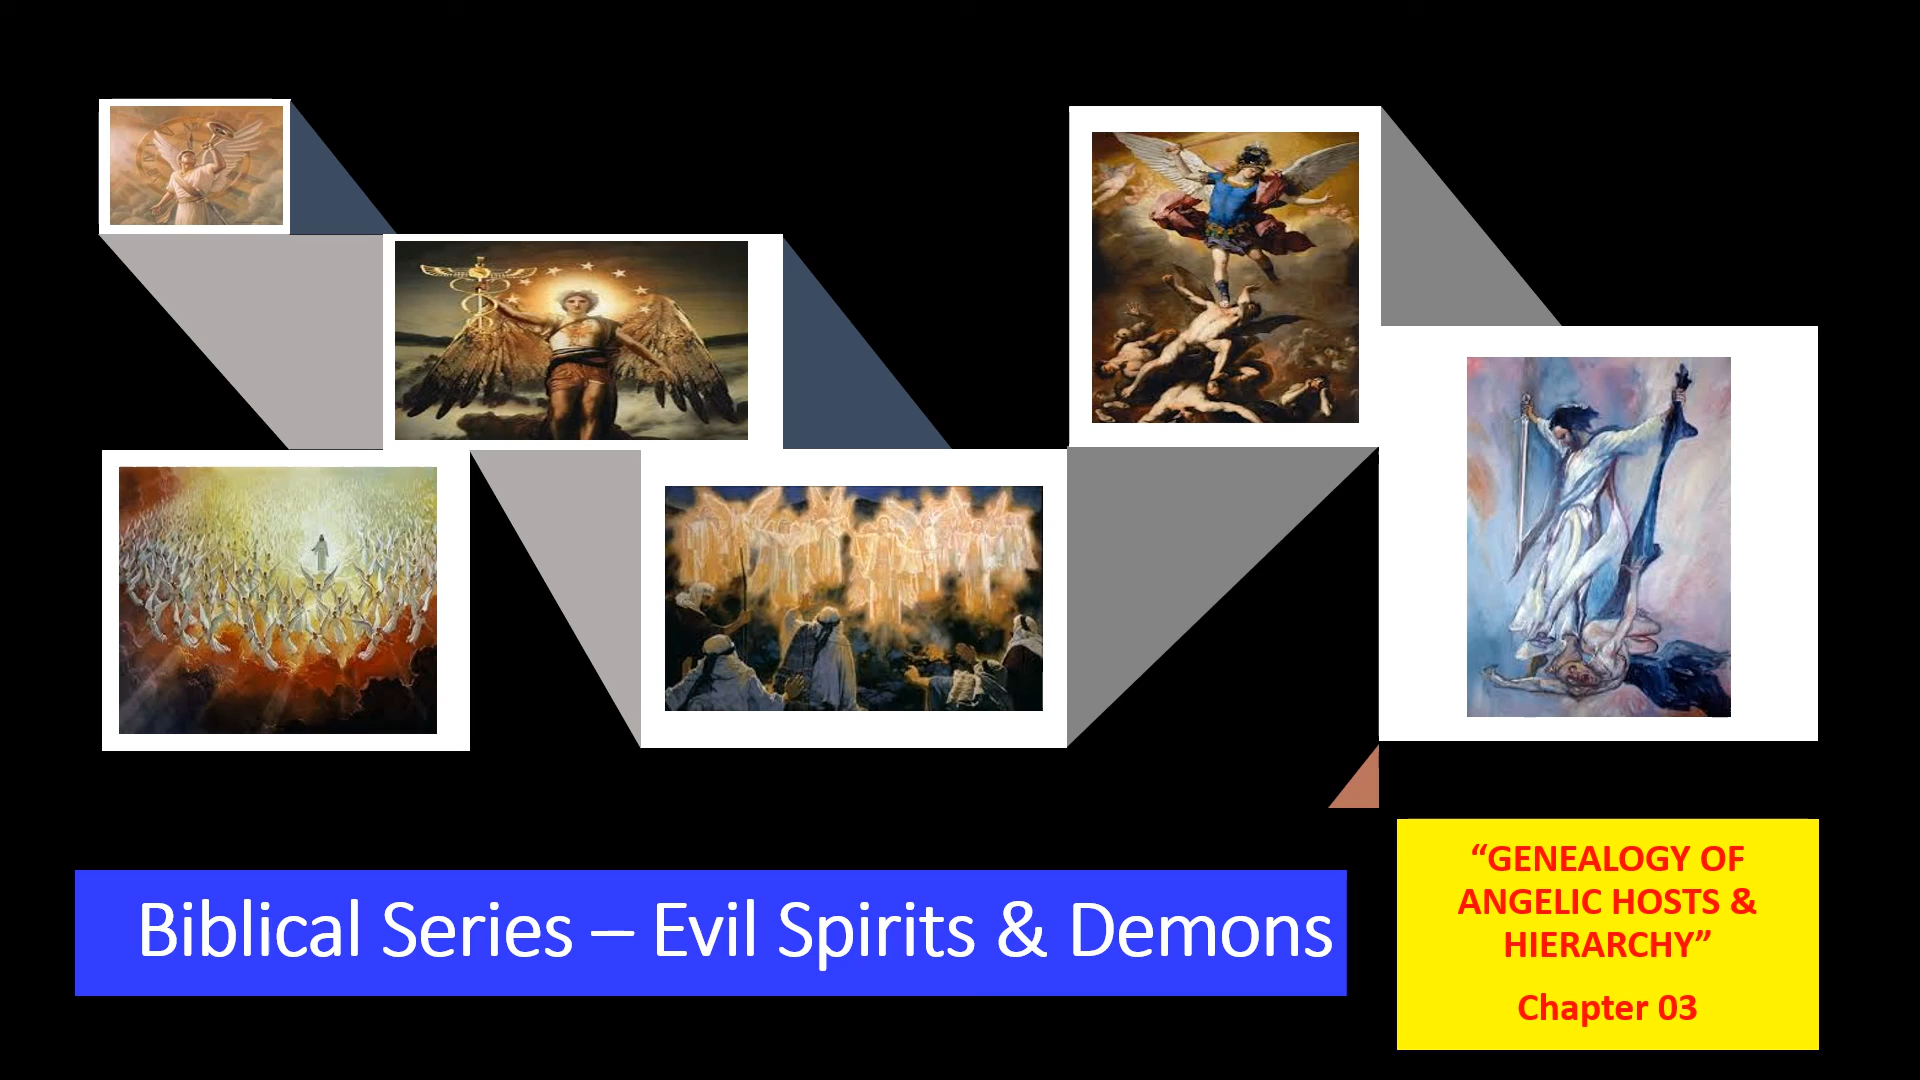 Biblical Series – Evil Spirits & Demons
“GENEALOGY OF
ANGELIC HOSTS &
HIERARCHY”
Chapter 03